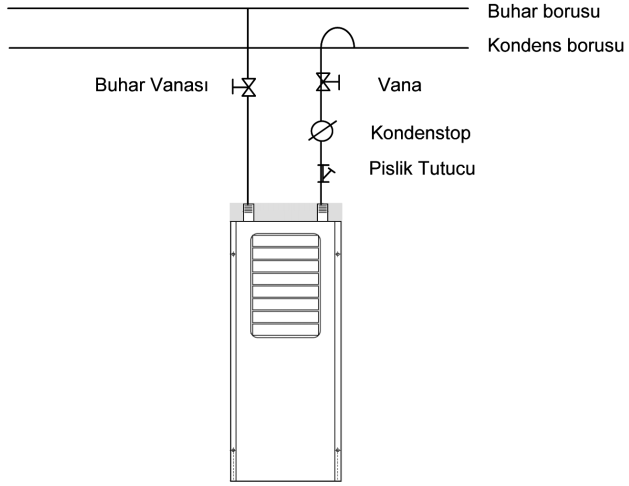 Buhar borusu
Kondens borusu
Buhar Vanası
Vana
Kondenstop
Pislik Tutucu